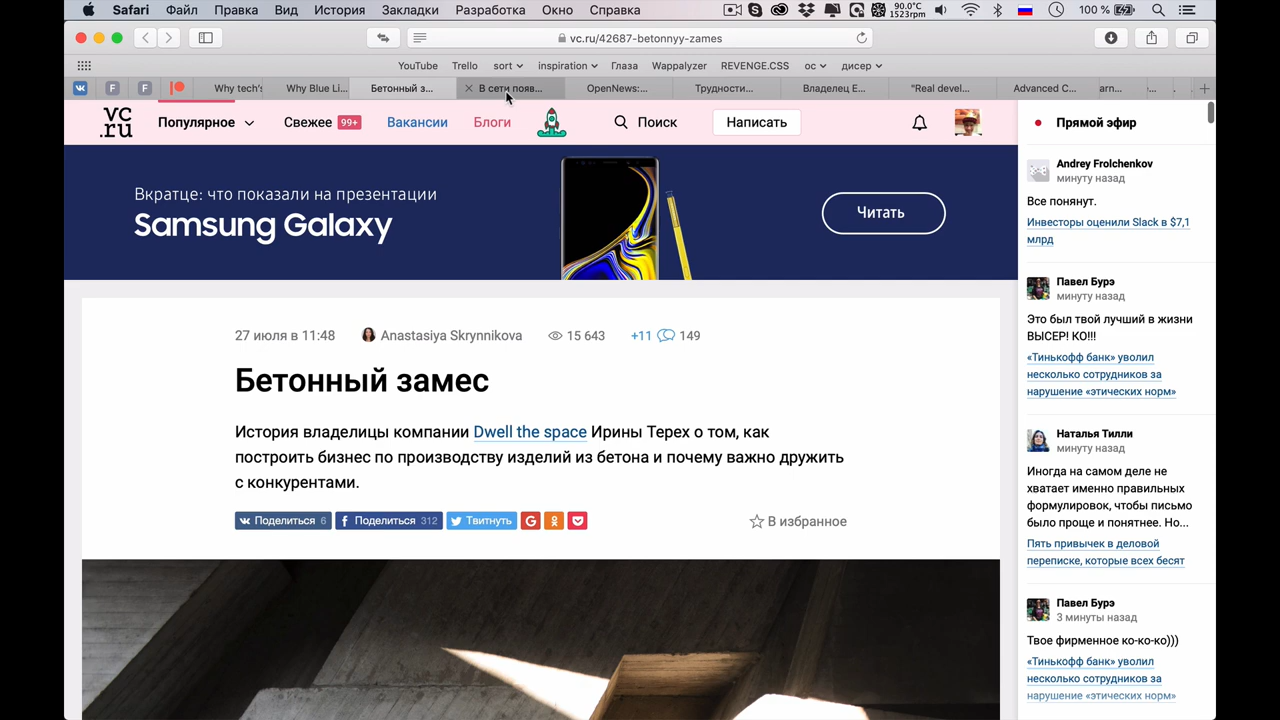 Safari Файл Правка Вид История Закладки Разработка Окно Справка 90.0°C 1523rpm 100 %
vc.ru/42687-betonnyy-zames
YouTube Trello sort inspiration Глаза Wappalyzer REVENGE.CSS ос дисер
F F Why tech's Why Blue Li... Бетонный з... В сети появ... OpenNews:... Трудности... Владелец Е... "Real devel... Advanced C... arn...
vc.ru Популярное Свежее 99+ Вакансии Блоги Поиск Написать
Вкратце: что показали на презентации
Samsung Galaxy
Читать
27 июля в 11:48 Anastasiya Skrynnikova 15 643 +11 149
Бетонный замес
История владелицы компании Dwell the space Ирины Терех о том, как
построить бизнес по производству изделий из бетона и почему важно дружить
с конкурентами.
Поделиться 6 Поделиться 312 Твитнуть В избранное
Прямой эфир
Andrey Frolchenkov
минуту назад
Все понянут.
Инвесторы оценили Slack в $7,1
млрд
Павел Бурэ
минуту назад
Это был твой лучший в жизни
ВЫСЕР! КО!!!
«Тинькофф банк» уволил
несколько сотрудников за
нарушение «этических норм»
Наталья Тилли
минуту назад
Иногда на самом деле не
хватает именно правильных
формулировок, чтобы письмо
было проще и понятнее. Но...
Пять привычек в деловой
переписке, которые всех бесят
Павел Бурэ
3 минуты назад
Твое фирменное ко-ко-ко)))
«Тинькофф банк» уволил
несколько сотрудников за
нарушение «этических норм»